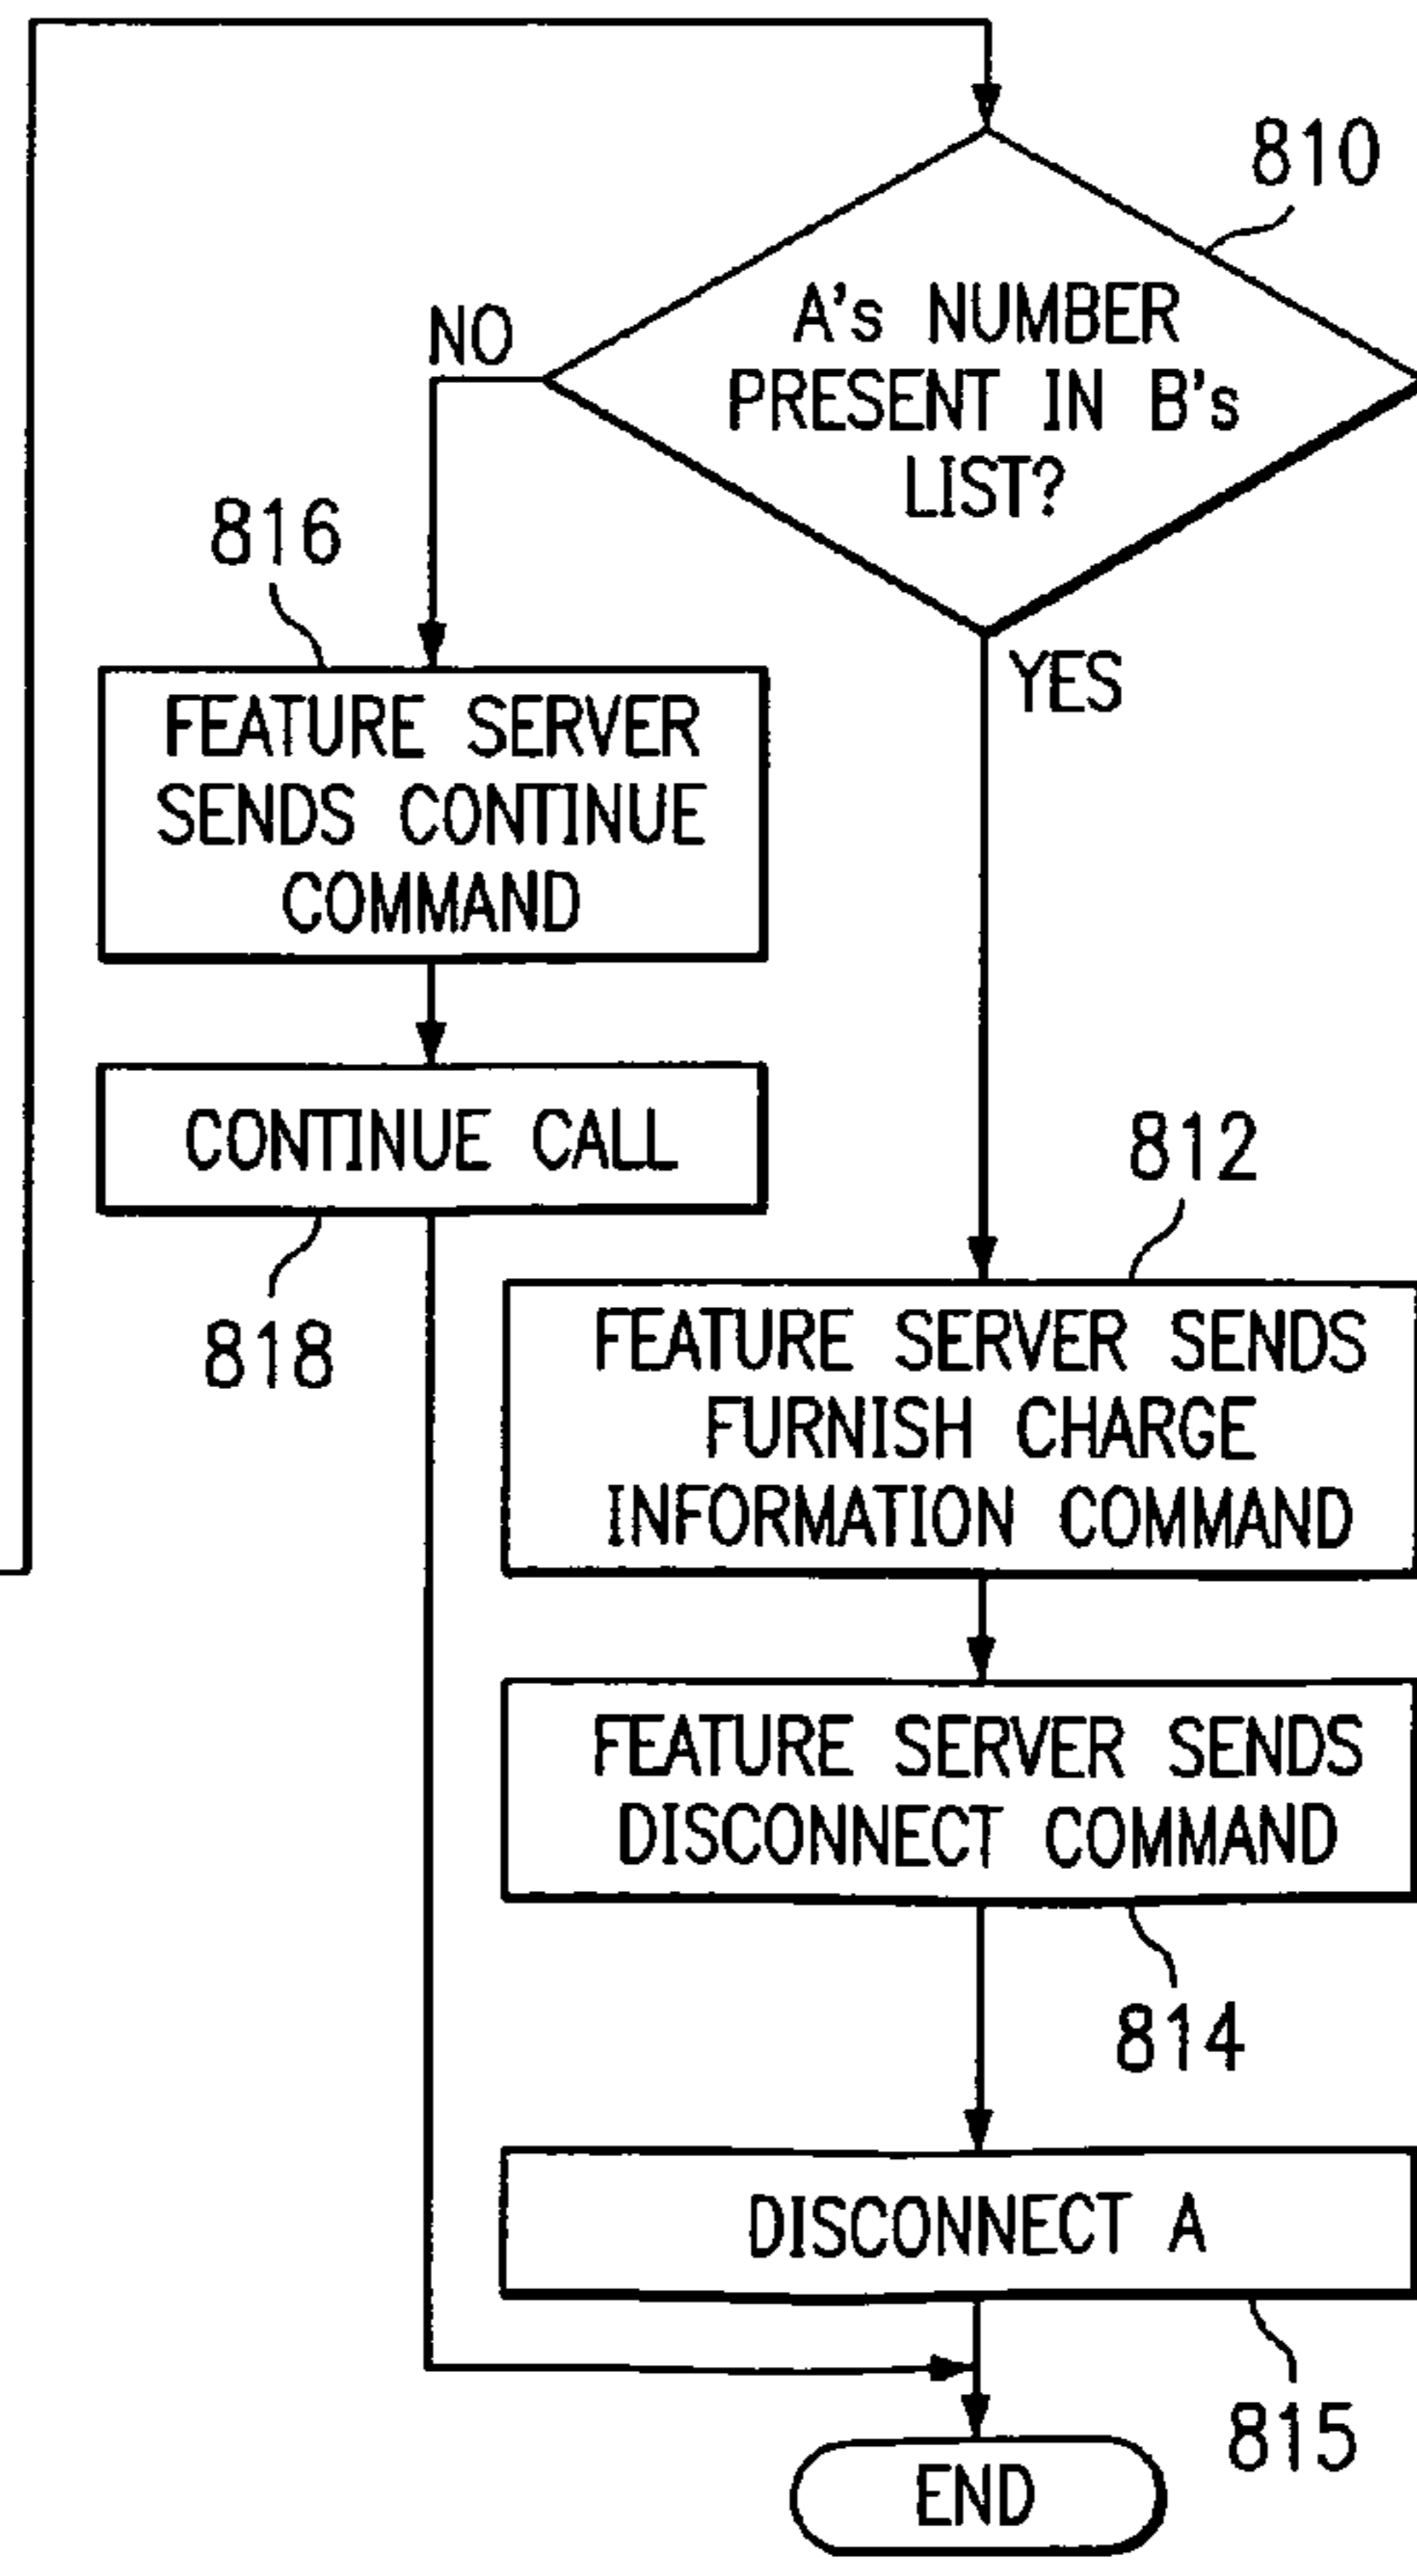 810
A's NUMBER
PRESENT IN B's
LIST?
NO
YES
816
FEATURE SERVER
SENDS CONTINUE
COMMAND
CONTINUE CALL
818
812
FEATURE SERVER SENDS
FURNISH CHARGE
INFORMATION COMMAND
FEATURE SERVER SENDS
DISCONNECT COMMAND
814
DISCONNECT A
815
END